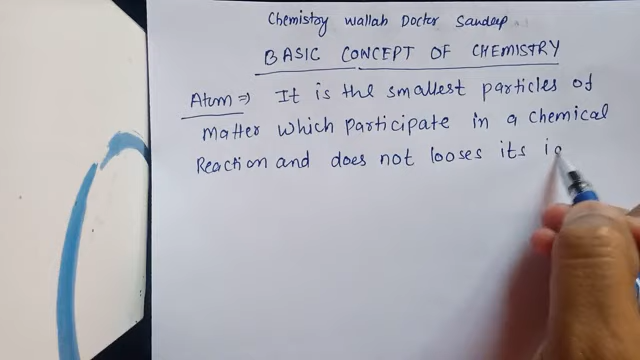 Chemistry Wallah Doctor Sandeep
BASIC CONCEPT OF CHEMISTRY
Atom ⇒ It is the smallest particles of
matter which participate in a chemical
Reaction and does not looses its